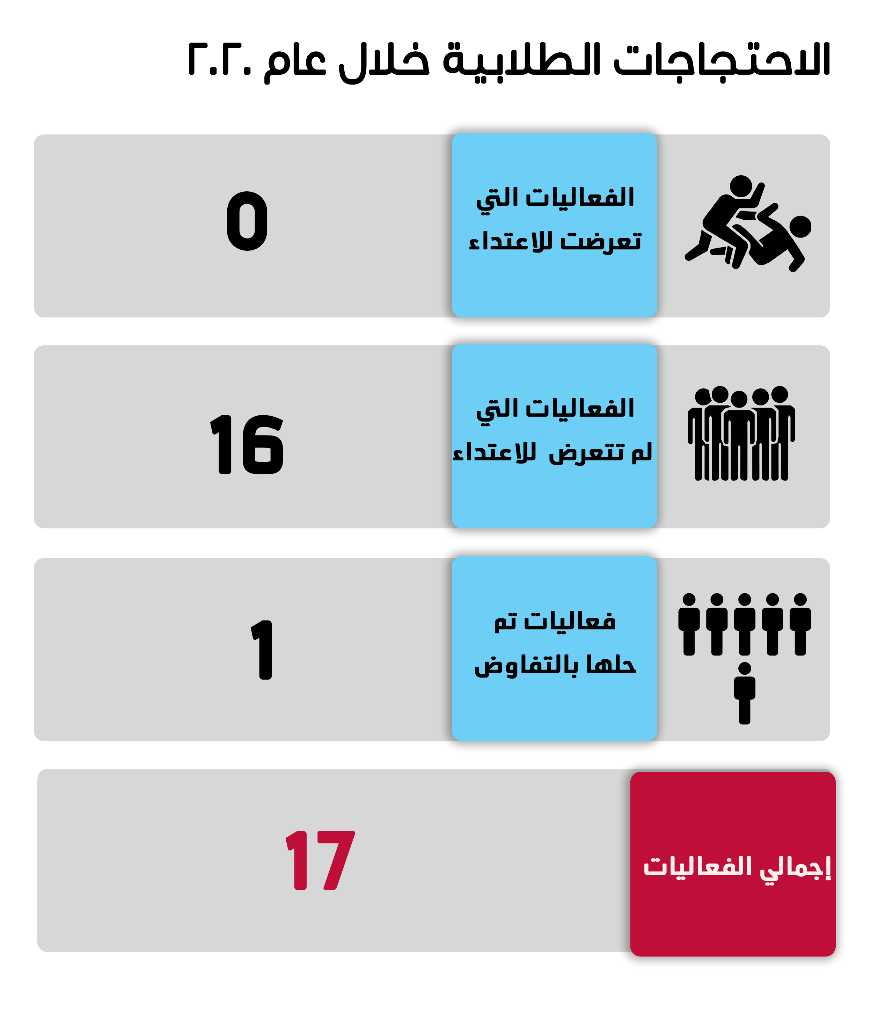 الاحتجاجات الطلابية خلال عام ٢٠٢٠
الفعاليات التي
تعرضت للاعتداء
0
الفعاليات التي
لم تتعرض للاعتداء
16
فعاليات تم
حلها بالتفاوض
1
إجمالي الفعاليات
17